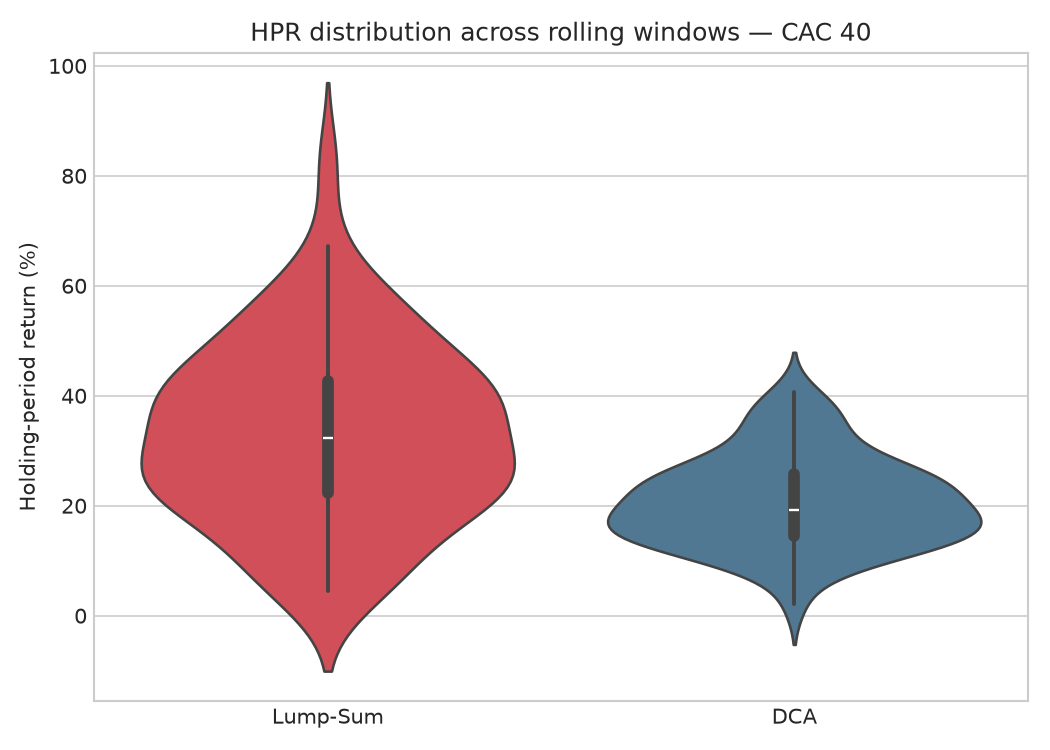 HPR distribution across rolling windows — CAC 40
Holding-period return (%)
100
80
60
40
20
0
Lump-Sum
DCA